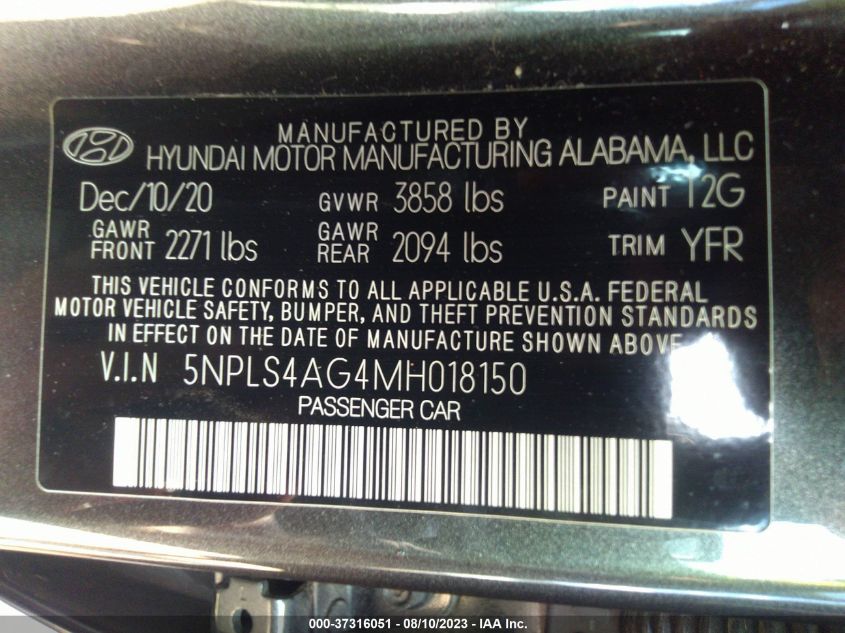 MANUFACTURED BY
HYUNDAI MOTOR MANUFACTURING ALABAMA, LLC
Dec/10/20 GVWR 3858 lbs PAINT T2G
GAWR FRONT 2271 lbs GAWR REAR 2094 lbs TRIM YFR
THIS VEHICLE CONFORMS TO ALL APPLICABLE U.S.A. FEDERAL
MOTOR VEHICLE SAFETY, BUMPER, AND THEFT PREVENTION STANDARDS
IN EFFECT ON THE DATE OF MANUFACTURE SHOWN ABOVE.
V.I.N 5NPLS4AG4MH018150
PASSENGER CAR
000-37316051 - 08/10/2023 - IAA Inc.